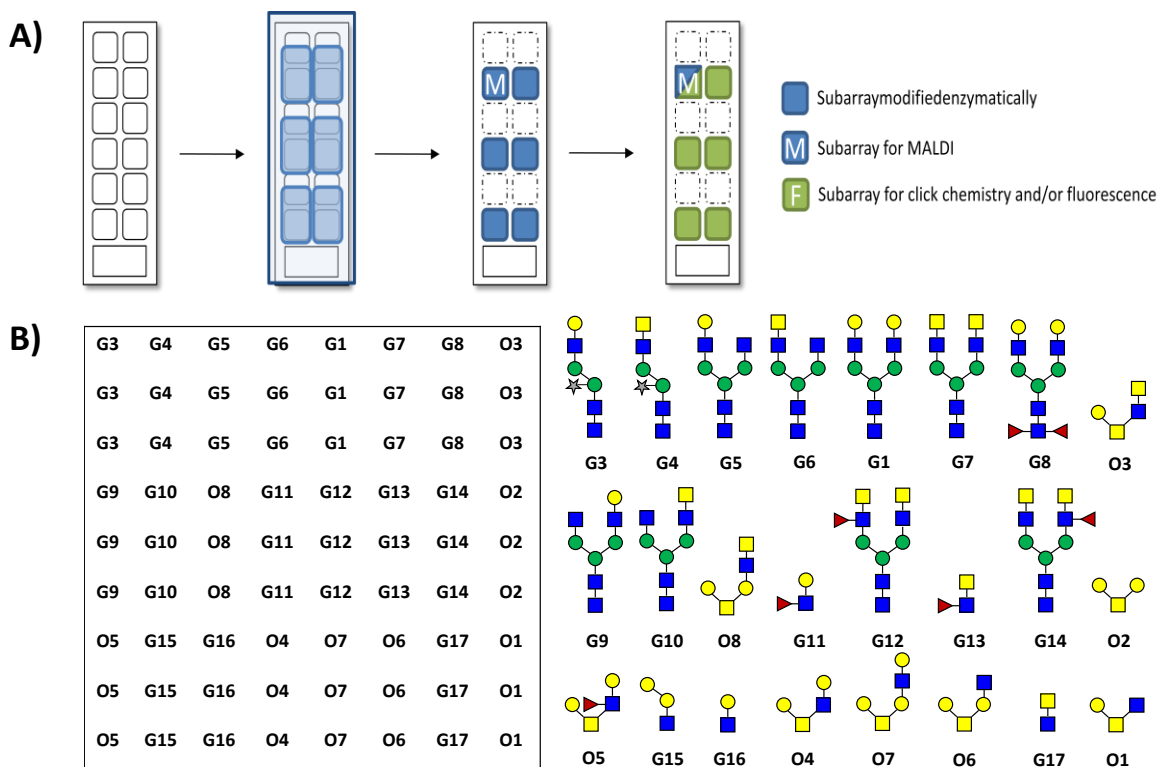 A)
M
M
Subarraymodifiedenzymatically
M Subarray for MALDI
F Subarray for click chemistry and/or fluorescence
B)
G3 G4 G5 G6 G1 G7 G8 O3
G3 G4 G5 G6 G1 G7 G8 O3
G3 G4 G5 G6 G1 G7 G8 O3
G9 G10 O8 G11 G12 G13 G14 O2
G9 G10 O8 G11 G12 G13 G14 O2
G9 G10 O8 G11 G12 G13 G14 O2
O5 G15 G16 O4 O7 O6 G17 O1
O5 G15 G16 O4 O7 O6 G17 O1
O5 G15 G16 O4 O7 O6 G17 O1
G3 G4 G5 G6 G1 G7 G8 O3
G9 G10 O8 G11 G12 G13 G14 O2
O5 G15 G16 O4 O7 O6 G17 O1